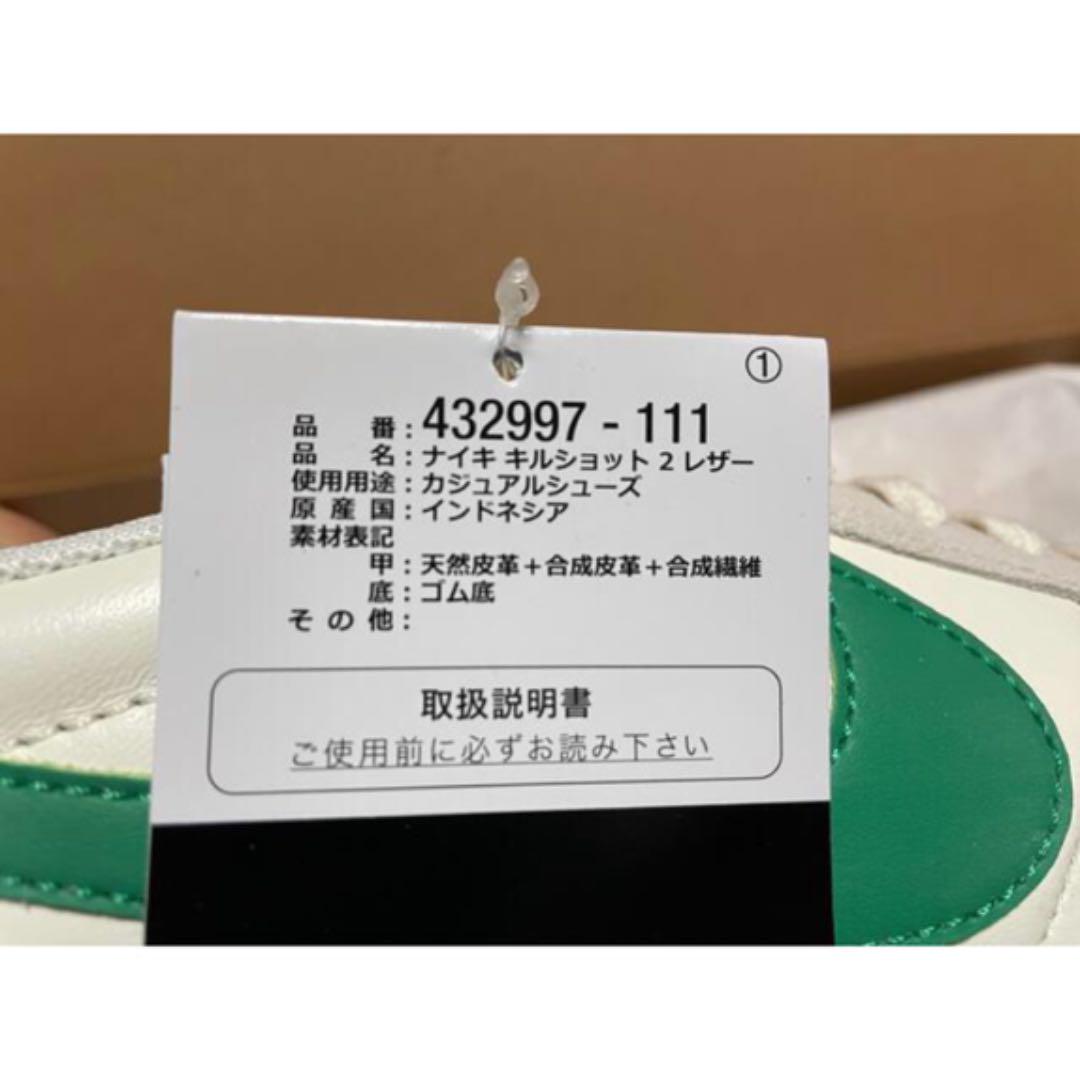 ①
品 番：432997 - 111
品 名：ナイキ キルショット 2 レザー
使用用途：カジュアルシューズ
原 産 国：インドネシア
素材表記
甲：天然皮革＋合成皮革＋合成繊維
底：ゴム底
そ の 他：
取扱説明書
ご使用前に必ずお読み下さい